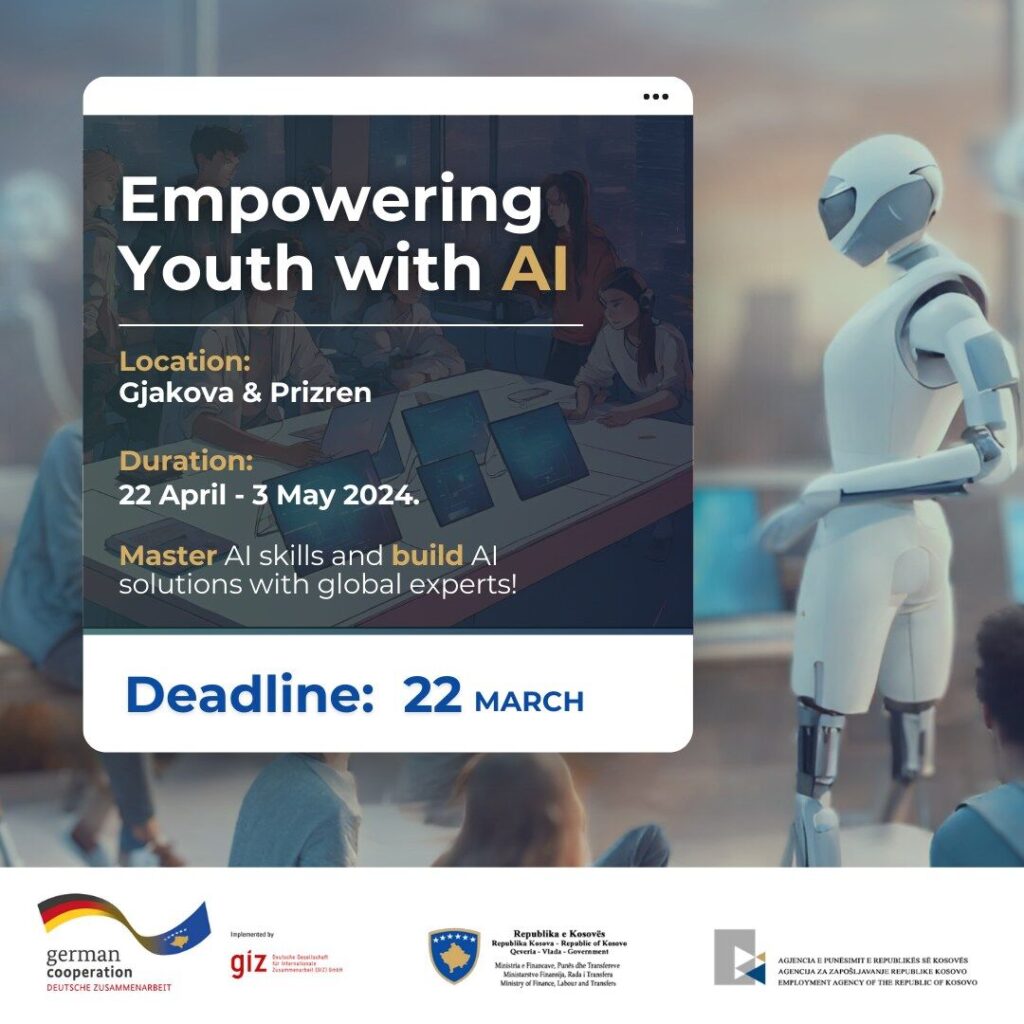 Empowering
Youth with AI
Location:
Gjakova & Prizren
Duration:
22 April - 3 May 2024.
Master AI skills and build AI
solutions with global experts!
Deadline: 22 MARCH
german
cooperation
DEUTSCHE ZUSAMMENARBEIT
Implemented by
giz
Deutsche Gesellschaft
für Internationale
Zusammenarbeit (GIZ) GmbH
Republika e Kosovës
Republika Kosova - Republic of Kosovo
Qeveria - Vlada - Government
Ministria e Financave, Punës dhe Transfereve
Ministarstvo Finansija, Rada i Transfera
Ministry of Finance, Labour and Transfers
AGJENCIA E PUNËSIMIT E REPUBLIKËS SË KOSOVËS
AGENCIJA ZA ZAPOŠLJAVANJE REPUBLIKE KOSOVO
EMPLOYMENT AGENCY OF THE REPUBLIC OF KOSOVO